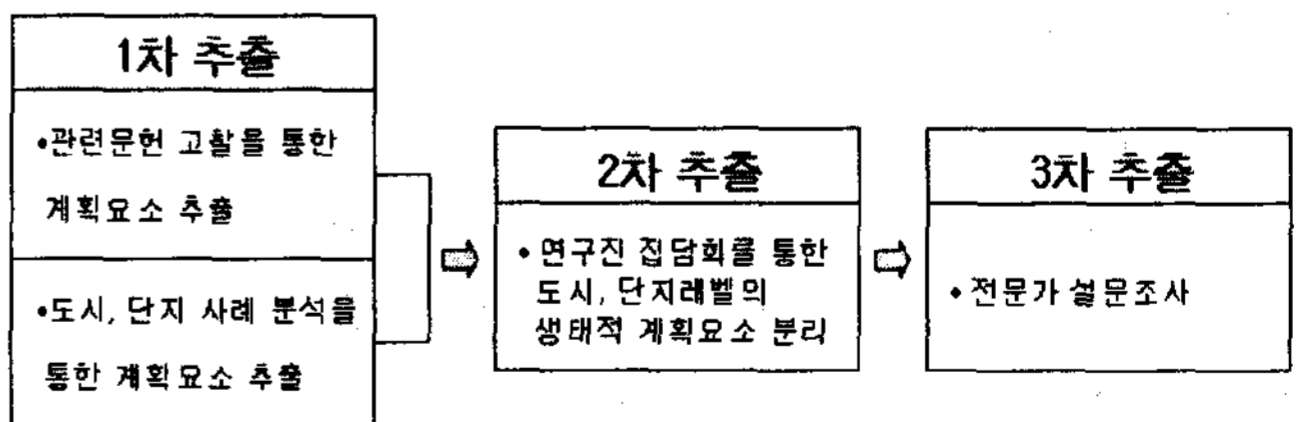 1차 추출
•관련문헌 고찰을 통한
계획요소 추출
•도시, 단지 사례 분석을
통한 계획요소 추출
2차 추출
• 연구진 집담회를 통한
도시, 단지레벨의
생태적 계획요소 분리
3차 추출
• 전문가 설문조사